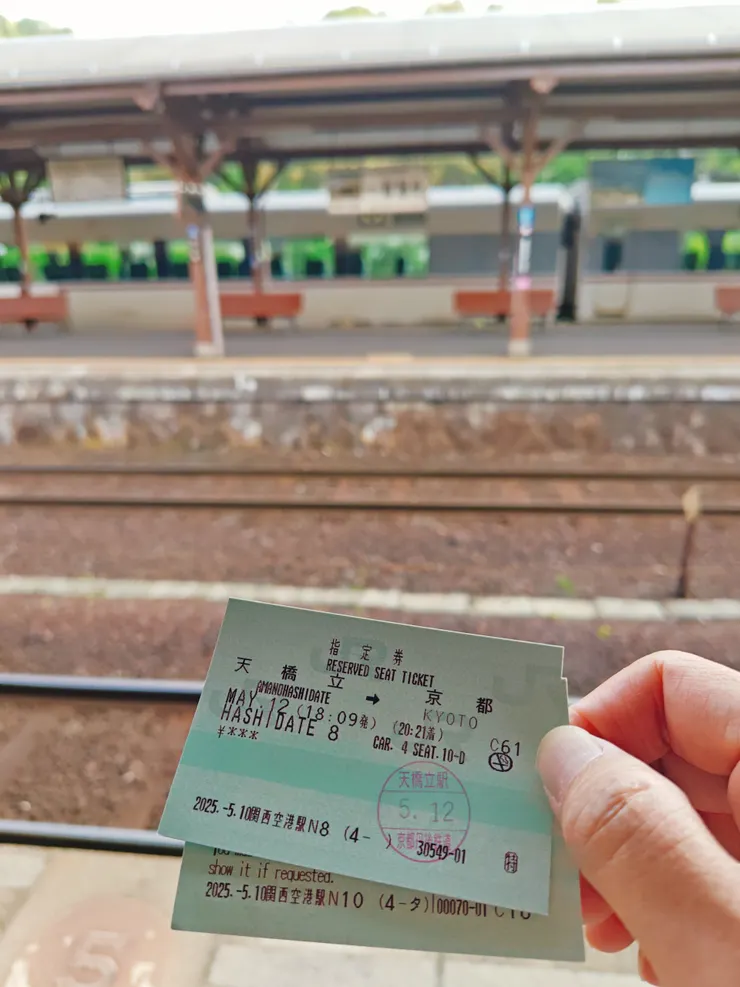 指定券
RESERVED SEAT TICKET
天橋立 → 京都
AMANOHASHIDATE KYOTO
MAY.12 (18:09発) (20:21着) C61
HASHIDATE 8 CAR. 4 SEAT.10-D
¥***
天橋立駅
5.12
2025.-5.10関西空港駅N8 (4- ) 30549-01
show it if requested.
2025.-5.10関西空港駅N10 (4-タ) 00070-01
5